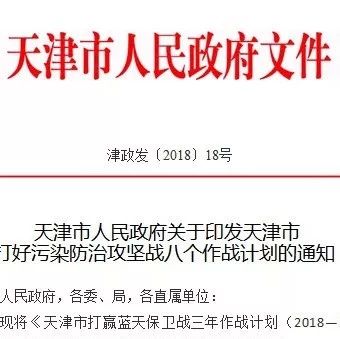 天津市人民政府文件
津政发〔2018〕18号
天津市人民政府关于印发天津市
打好污染防治攻坚战八个作战计划的通知
人民政府，各委、局，各直属单位：
现将《天津市打赢蓝天保卫战三年作战计划（2018—